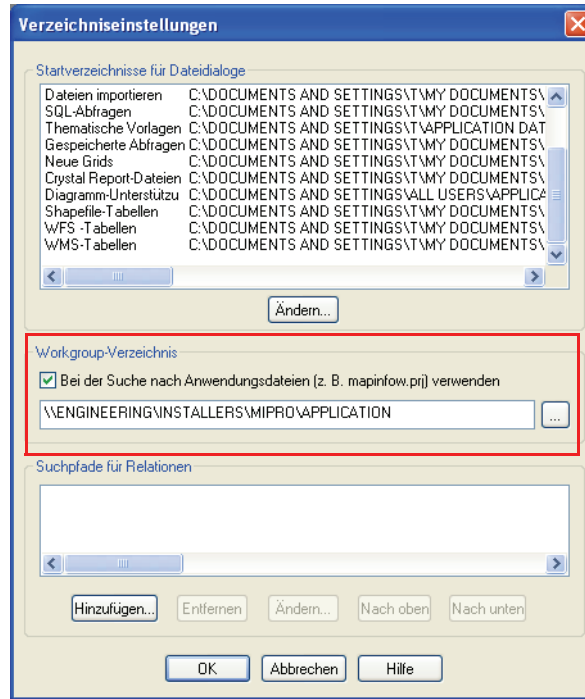 Verzeichniseinstellungen
Startverzeichnisse für Dateidialoge
Dateien importieren C:\DOCUMENTS AND SETTINGS\T\MY DOCUMENTS\
SQL-Abfragen C:\DOCUMENTS AND SETTINGS\T\MY DOCUMENTS\
Thematische Vorlagen C:\DOCUMENTS AND SETTINGS\T\APPLICATION DAT
Gespeicherte Abfragen C:\DOCUMENTS AND SETTINGS\T\MY DOCUMENTS\
Neue Grids C:\DOCUMENTS AND SETTINGS\T\MY DOCUMENTS\
Crystal Report-Dateien C:\DOCUMENTS AND SETTINGS\T\MY DOCUMENTS\
Diagramm-Unterstützu C:\DOCUMENTS AND SETTINGS\ALL USERS\APPLICA
Shapefile-Tabellen C:\DOCUMENTS AND SETTINGS\T\MY DOCUMENTS\
WFS -Tabellen C:\DOCUMENTS AND SETTINGS\T\MY DOCUMENTS\
WMS-Tabellen C:\DOCUMENTS AND SETTINGS\T\MY DOCUMENTS\
Ändern...
Workgroup-Verzeichnis
Bei der Suche nach Anwendungsdateien (z. B. mapinfow.prj) verwenden
\\ENGINEERING\INSTALLERS\MIPRO\APPLICATION ...
Suchpfade für Relationen
Hinzufügen... Entfernen Ändern... Nach oben Nach unten
OK Abbrechen Hilfe